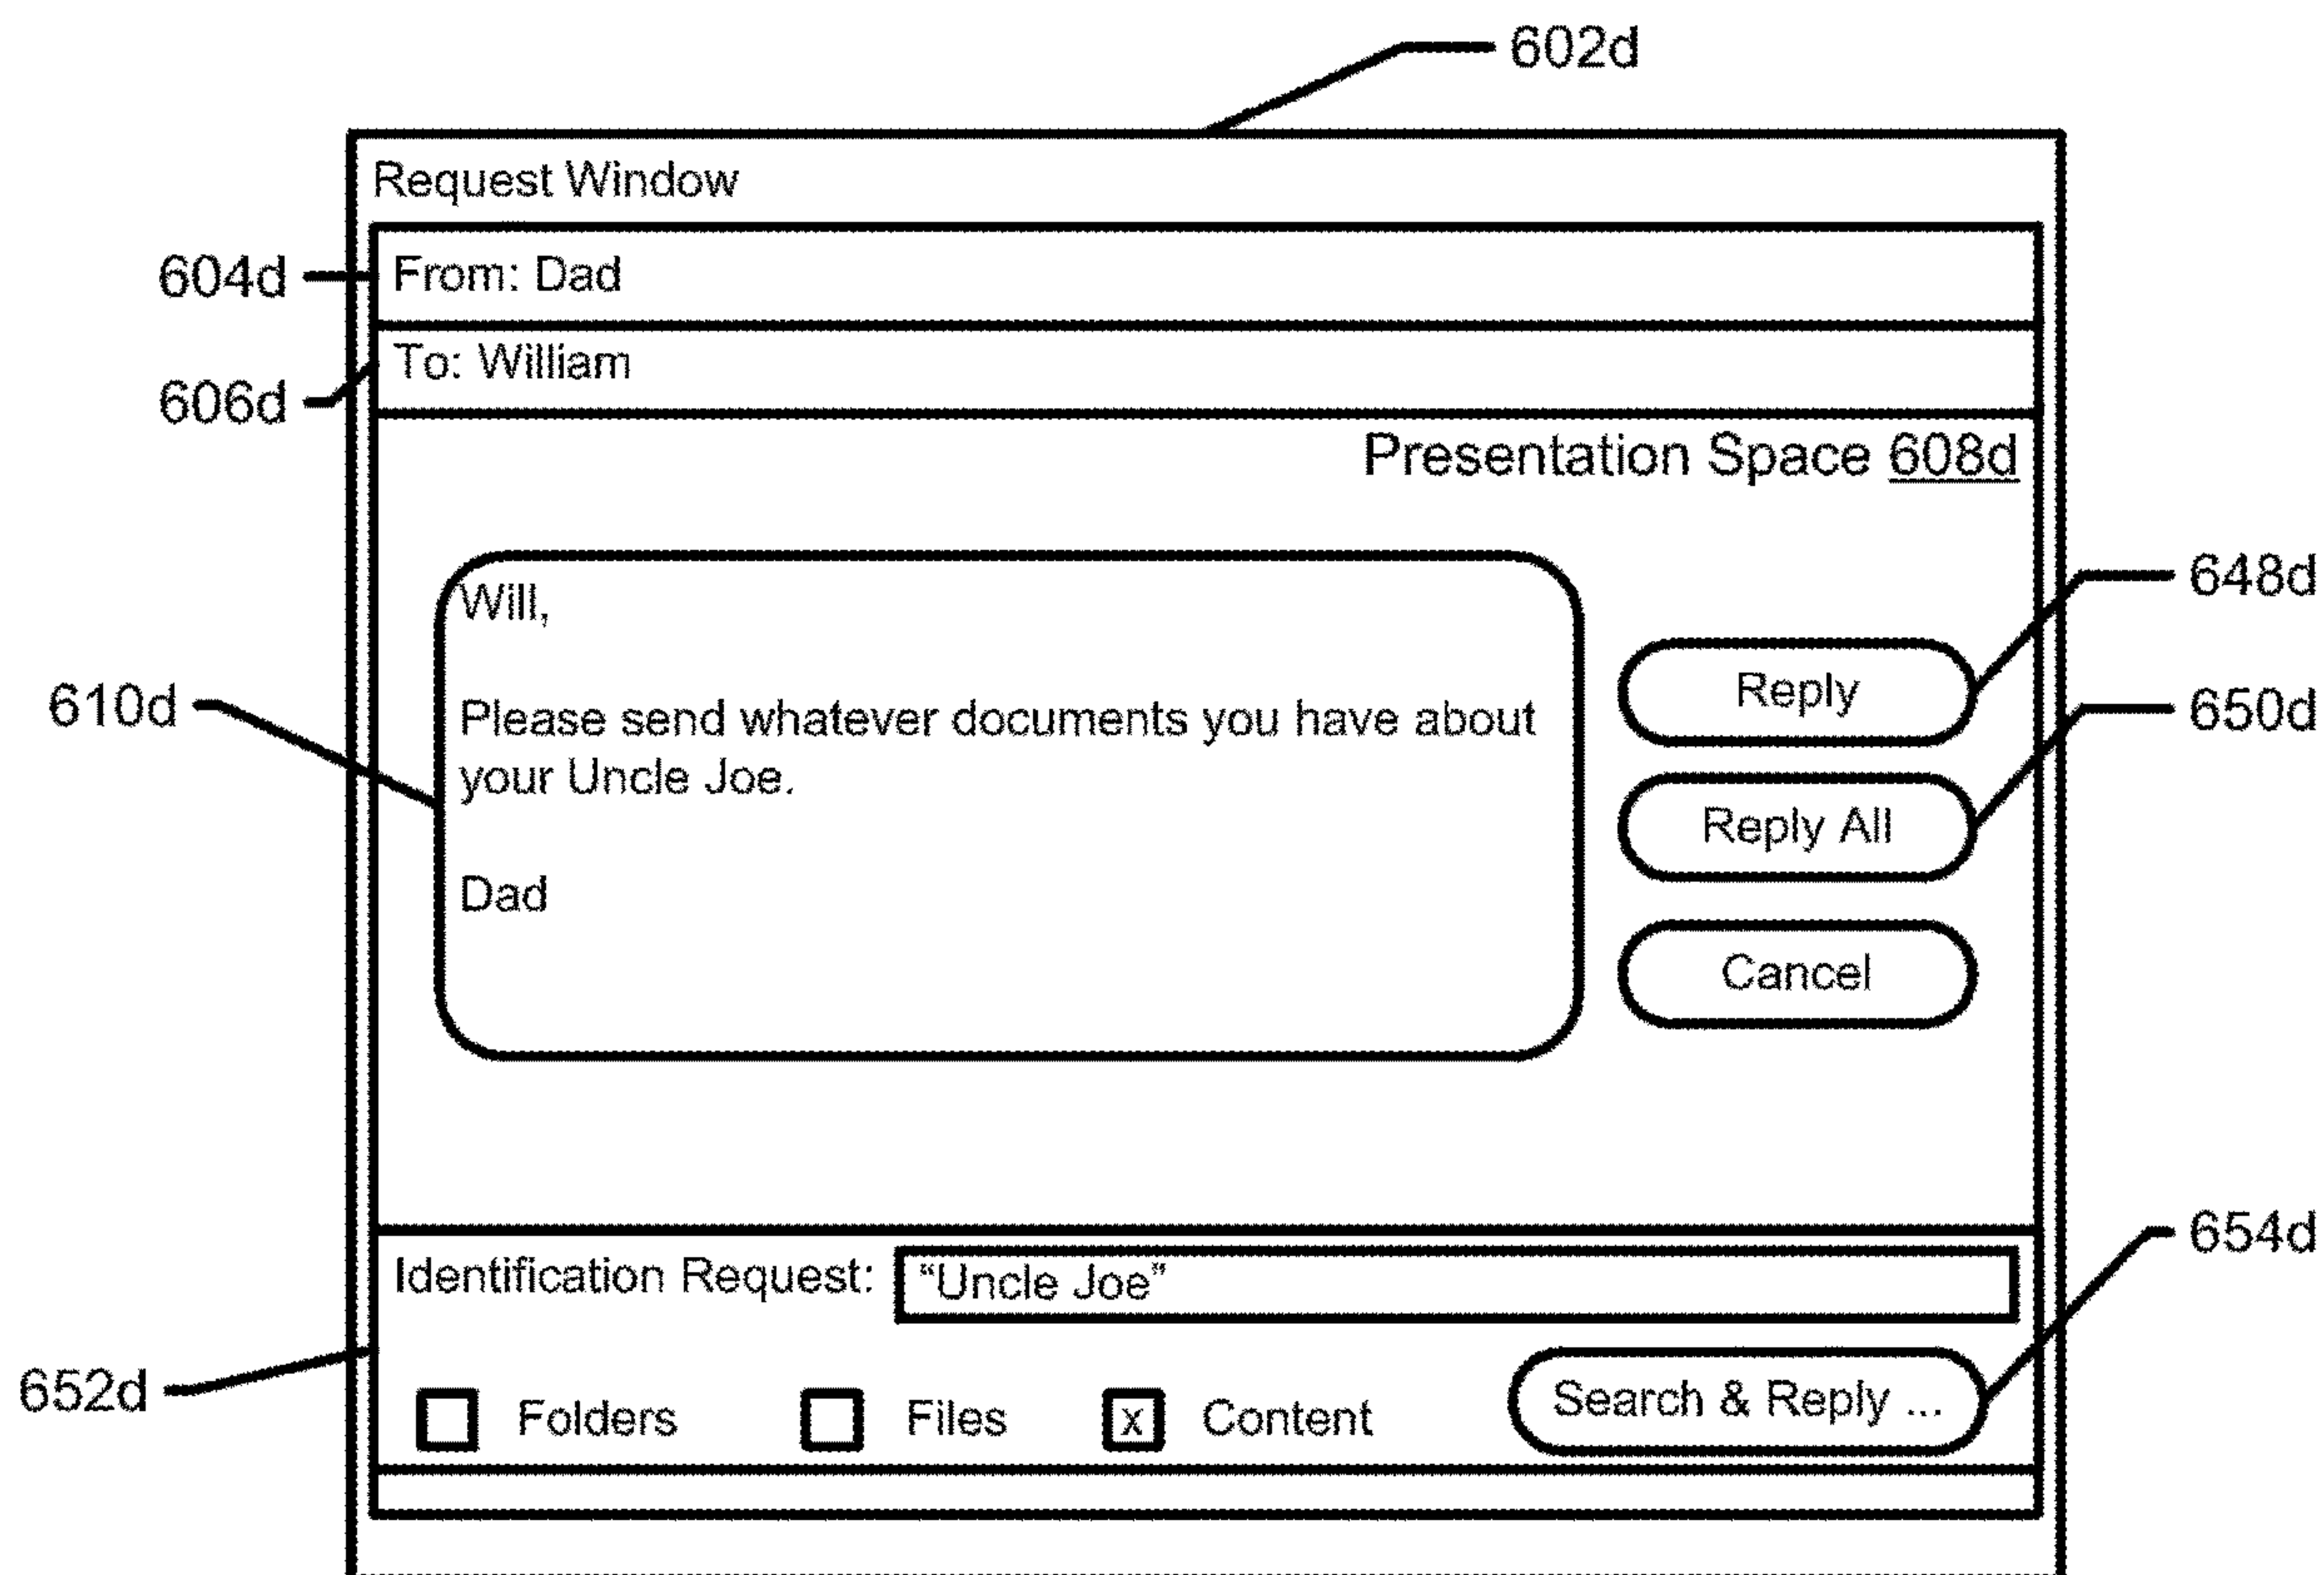 602d
Request Window
604d
From: Dad
To: William
606d
Presentation Space 608d
648d
Will,
Reply
650d
610d
Please send whatever documents you have about
your Uncle Joe.
Reply All
Dad
Cancel
654d
Identification Request:
“Uncle Joe”
652d
x Folders Files Content
Search & Reply ...